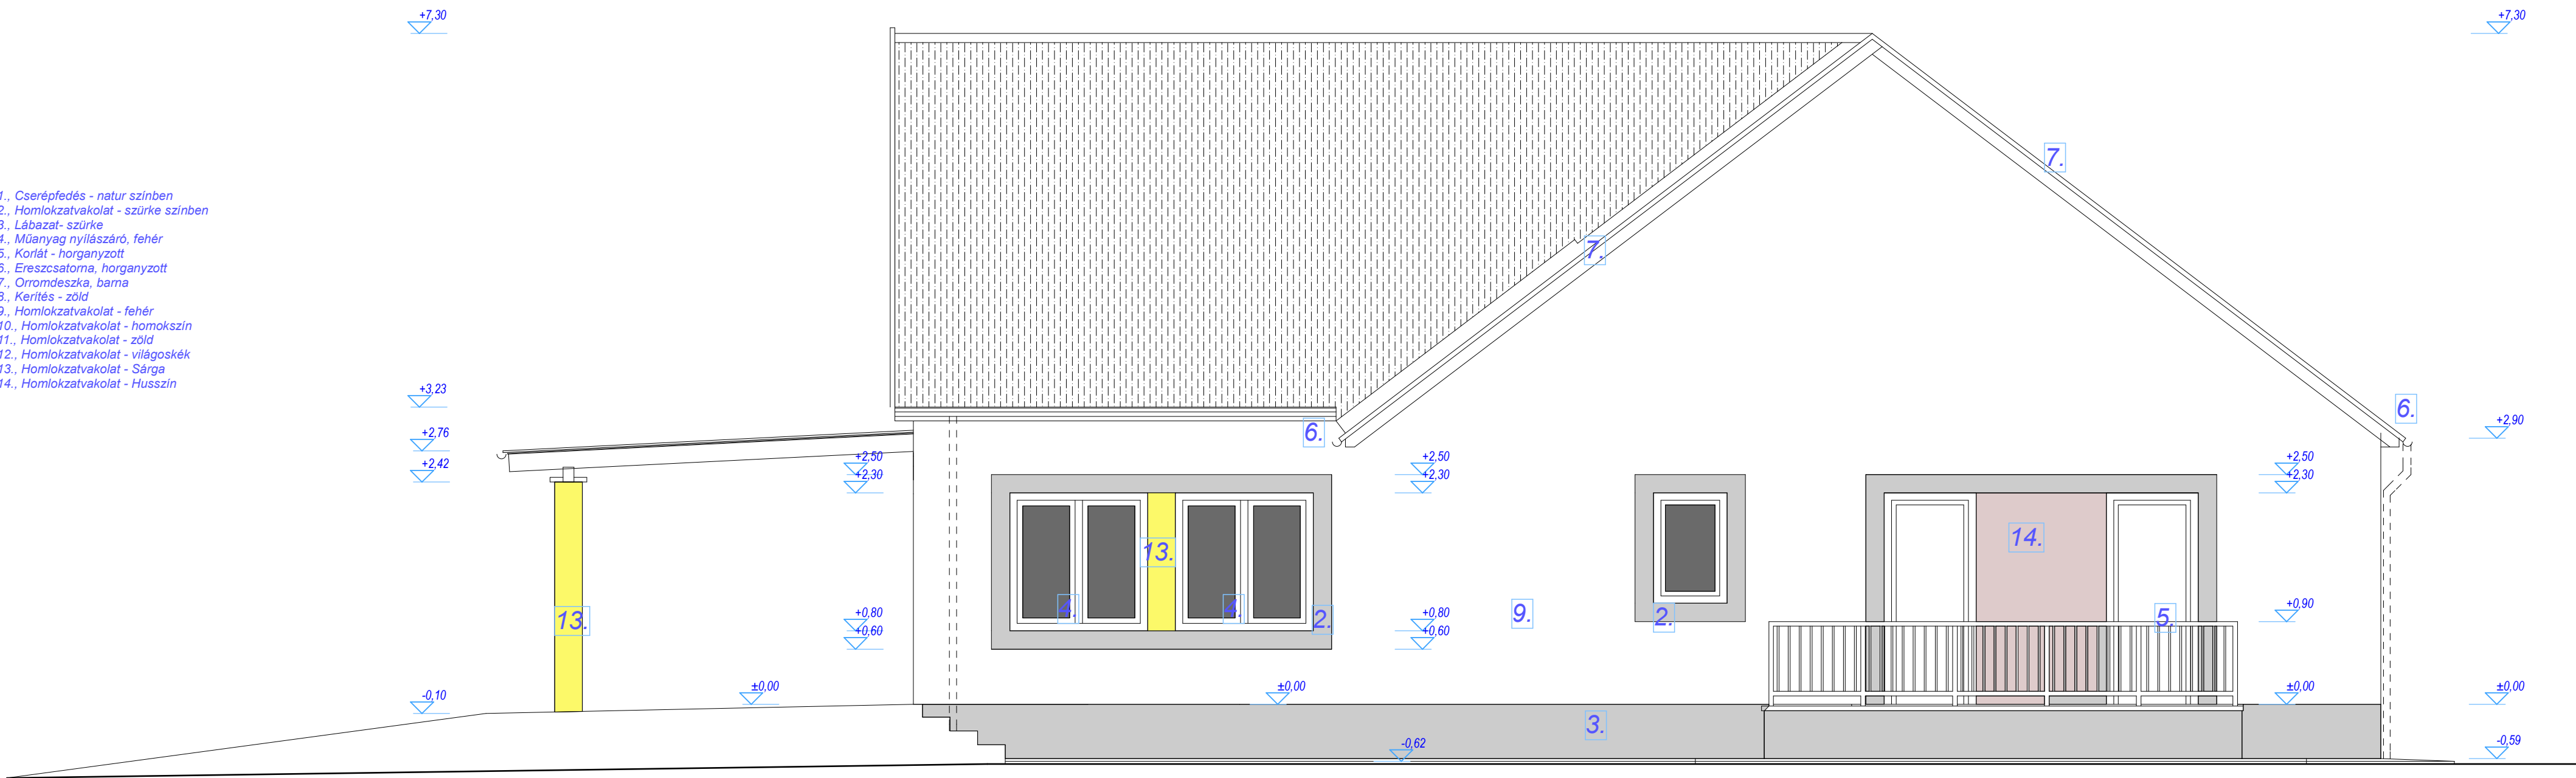 +7,30
+7,30
7.
1., Cserépfedés - natur színben
2., Homlokzatvakolat - szürke színben
3., Lábazat- szürke
4., Műanyag nyílászáró, fehér
5., Korlát - horganyzott
6., Ereszcsatorna, horganyzott
7., Orromdeszka, barna
8., Kerítés - zöld
9., Homlokzatvakolat - fehér
10., Homlokzatvakolat - homokszín
11., Homlokzatvakolat - zöld
12., Homlokzatvakolat - világoskék
13., Homlokzatvakolat - Sárga
14., Homlokzatvakolat - Husszín
7.
+3,23
6.
+2,76
6.
+2,90
+2,42
+2,50
+2,50
+2,50
+2,30
+2,30
+2,30
13.
14.
13.
+0,80
4.
4.
2.
+0,80
9.
2.
5.
+0,90
+0,60
+0,60
-0,10
±0,00
±0,00
±0,00
±0,00
3.
-0,62
-0,59